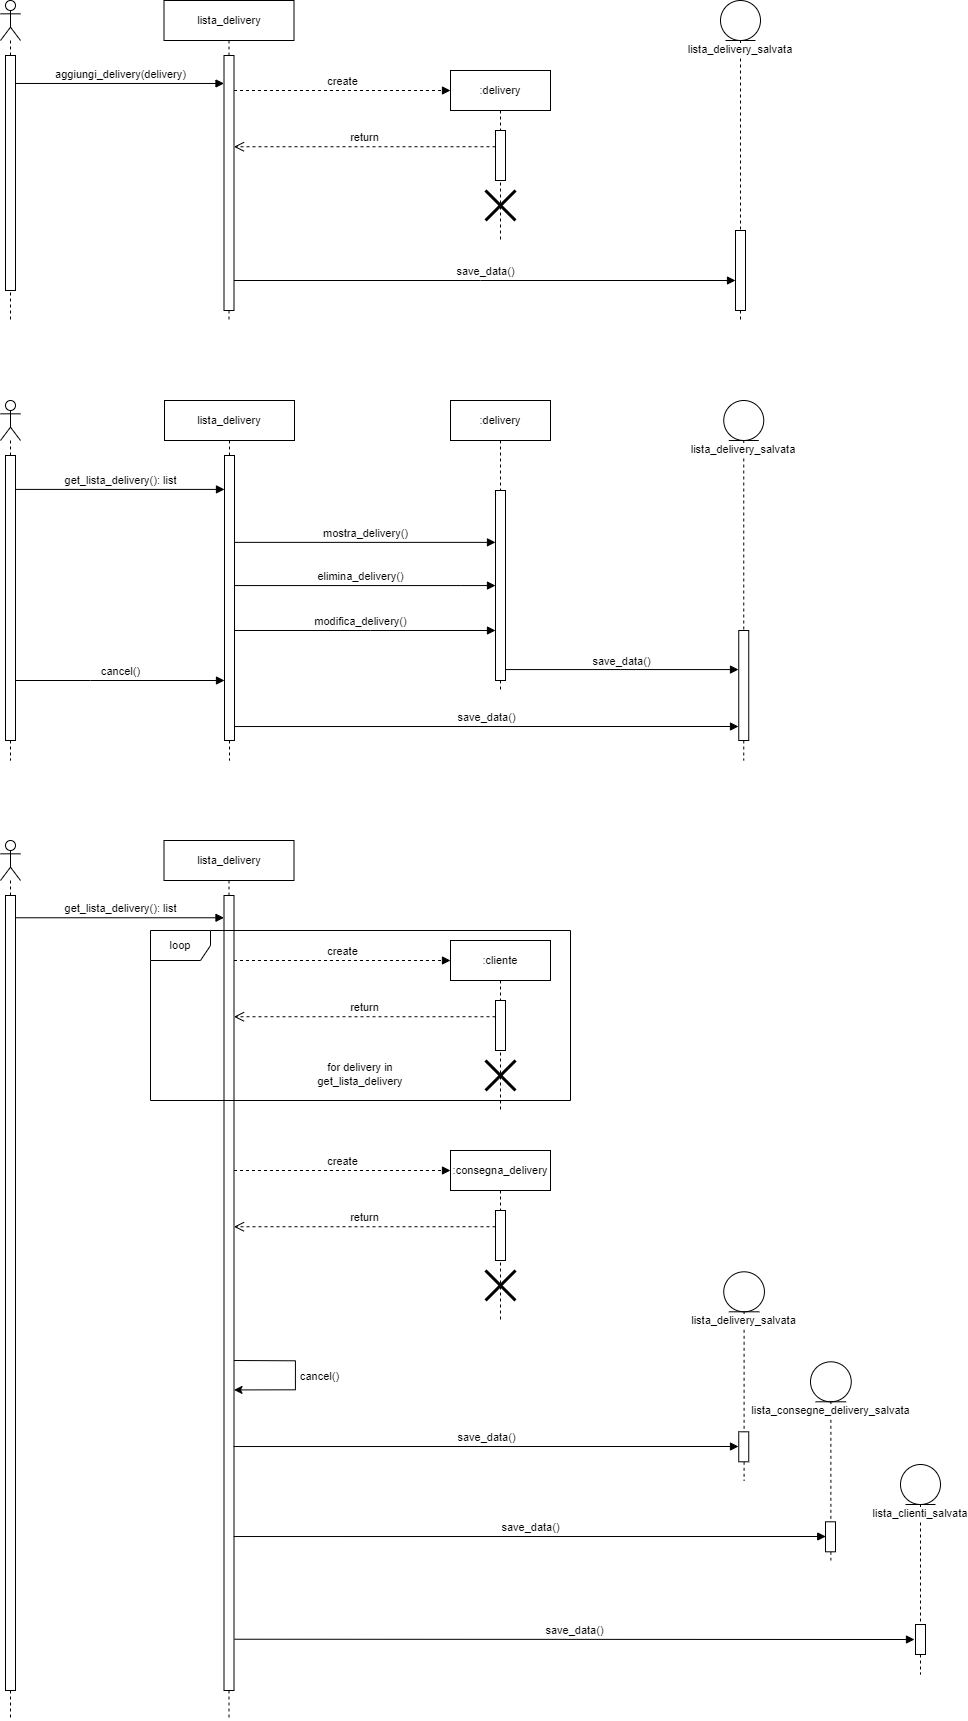 lista_delivery
lista_delivery_salvata
aggiungi_delivery(delivery)
create
:delivery
return
save_data()
lista_delivery
:delivery
lista_delivery_salvata
get_lista_delivery(): list
mostra_delivery()
elimina_delivery()
modifica_delivery()
save_data()
cancel()
save_data()
lista_delivery
get_lista_delivery(): list
loop
create
:cliente
return
for delivery in
get_lista_delivery
create
:consegna_delivery
return
lista_delivery_salvata
cancel()
lista_consegne_delivery_salvata
save_data()
lista_clienti_salvata
save_data()
save_data()